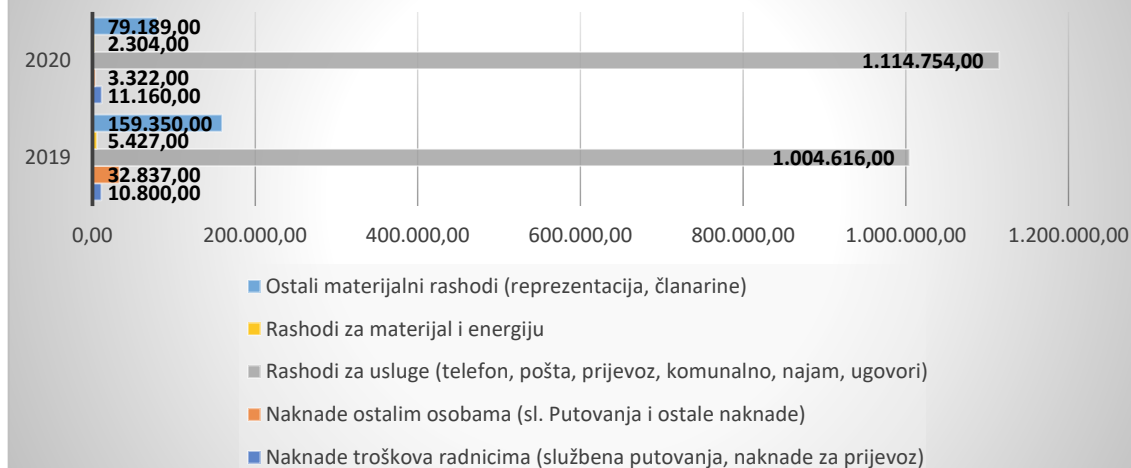 79.189,00
2.304,00
2020
1.114.754,00
3.322,00
11.160,00
159.350,00
5.427,00
2019
1.004.616,00
32.837,00
10.800,00
0,00 200.000,00 400.000,00 600.000,00 800.000,00 1.000.000,00 1.200.000,00
Ostali materijalni rashodi (reprezentacija, članarine)
Rashodi za materijal i energiju
Rashodi za usluge (telefon, pošta, prijevoz, komunalno, najam, ugovori)
Naknade ostalim osobama (sl. Putovanja i ostale naknade)
Naknade troškova radnicima (službena putovanja, naknade za prijevoz)